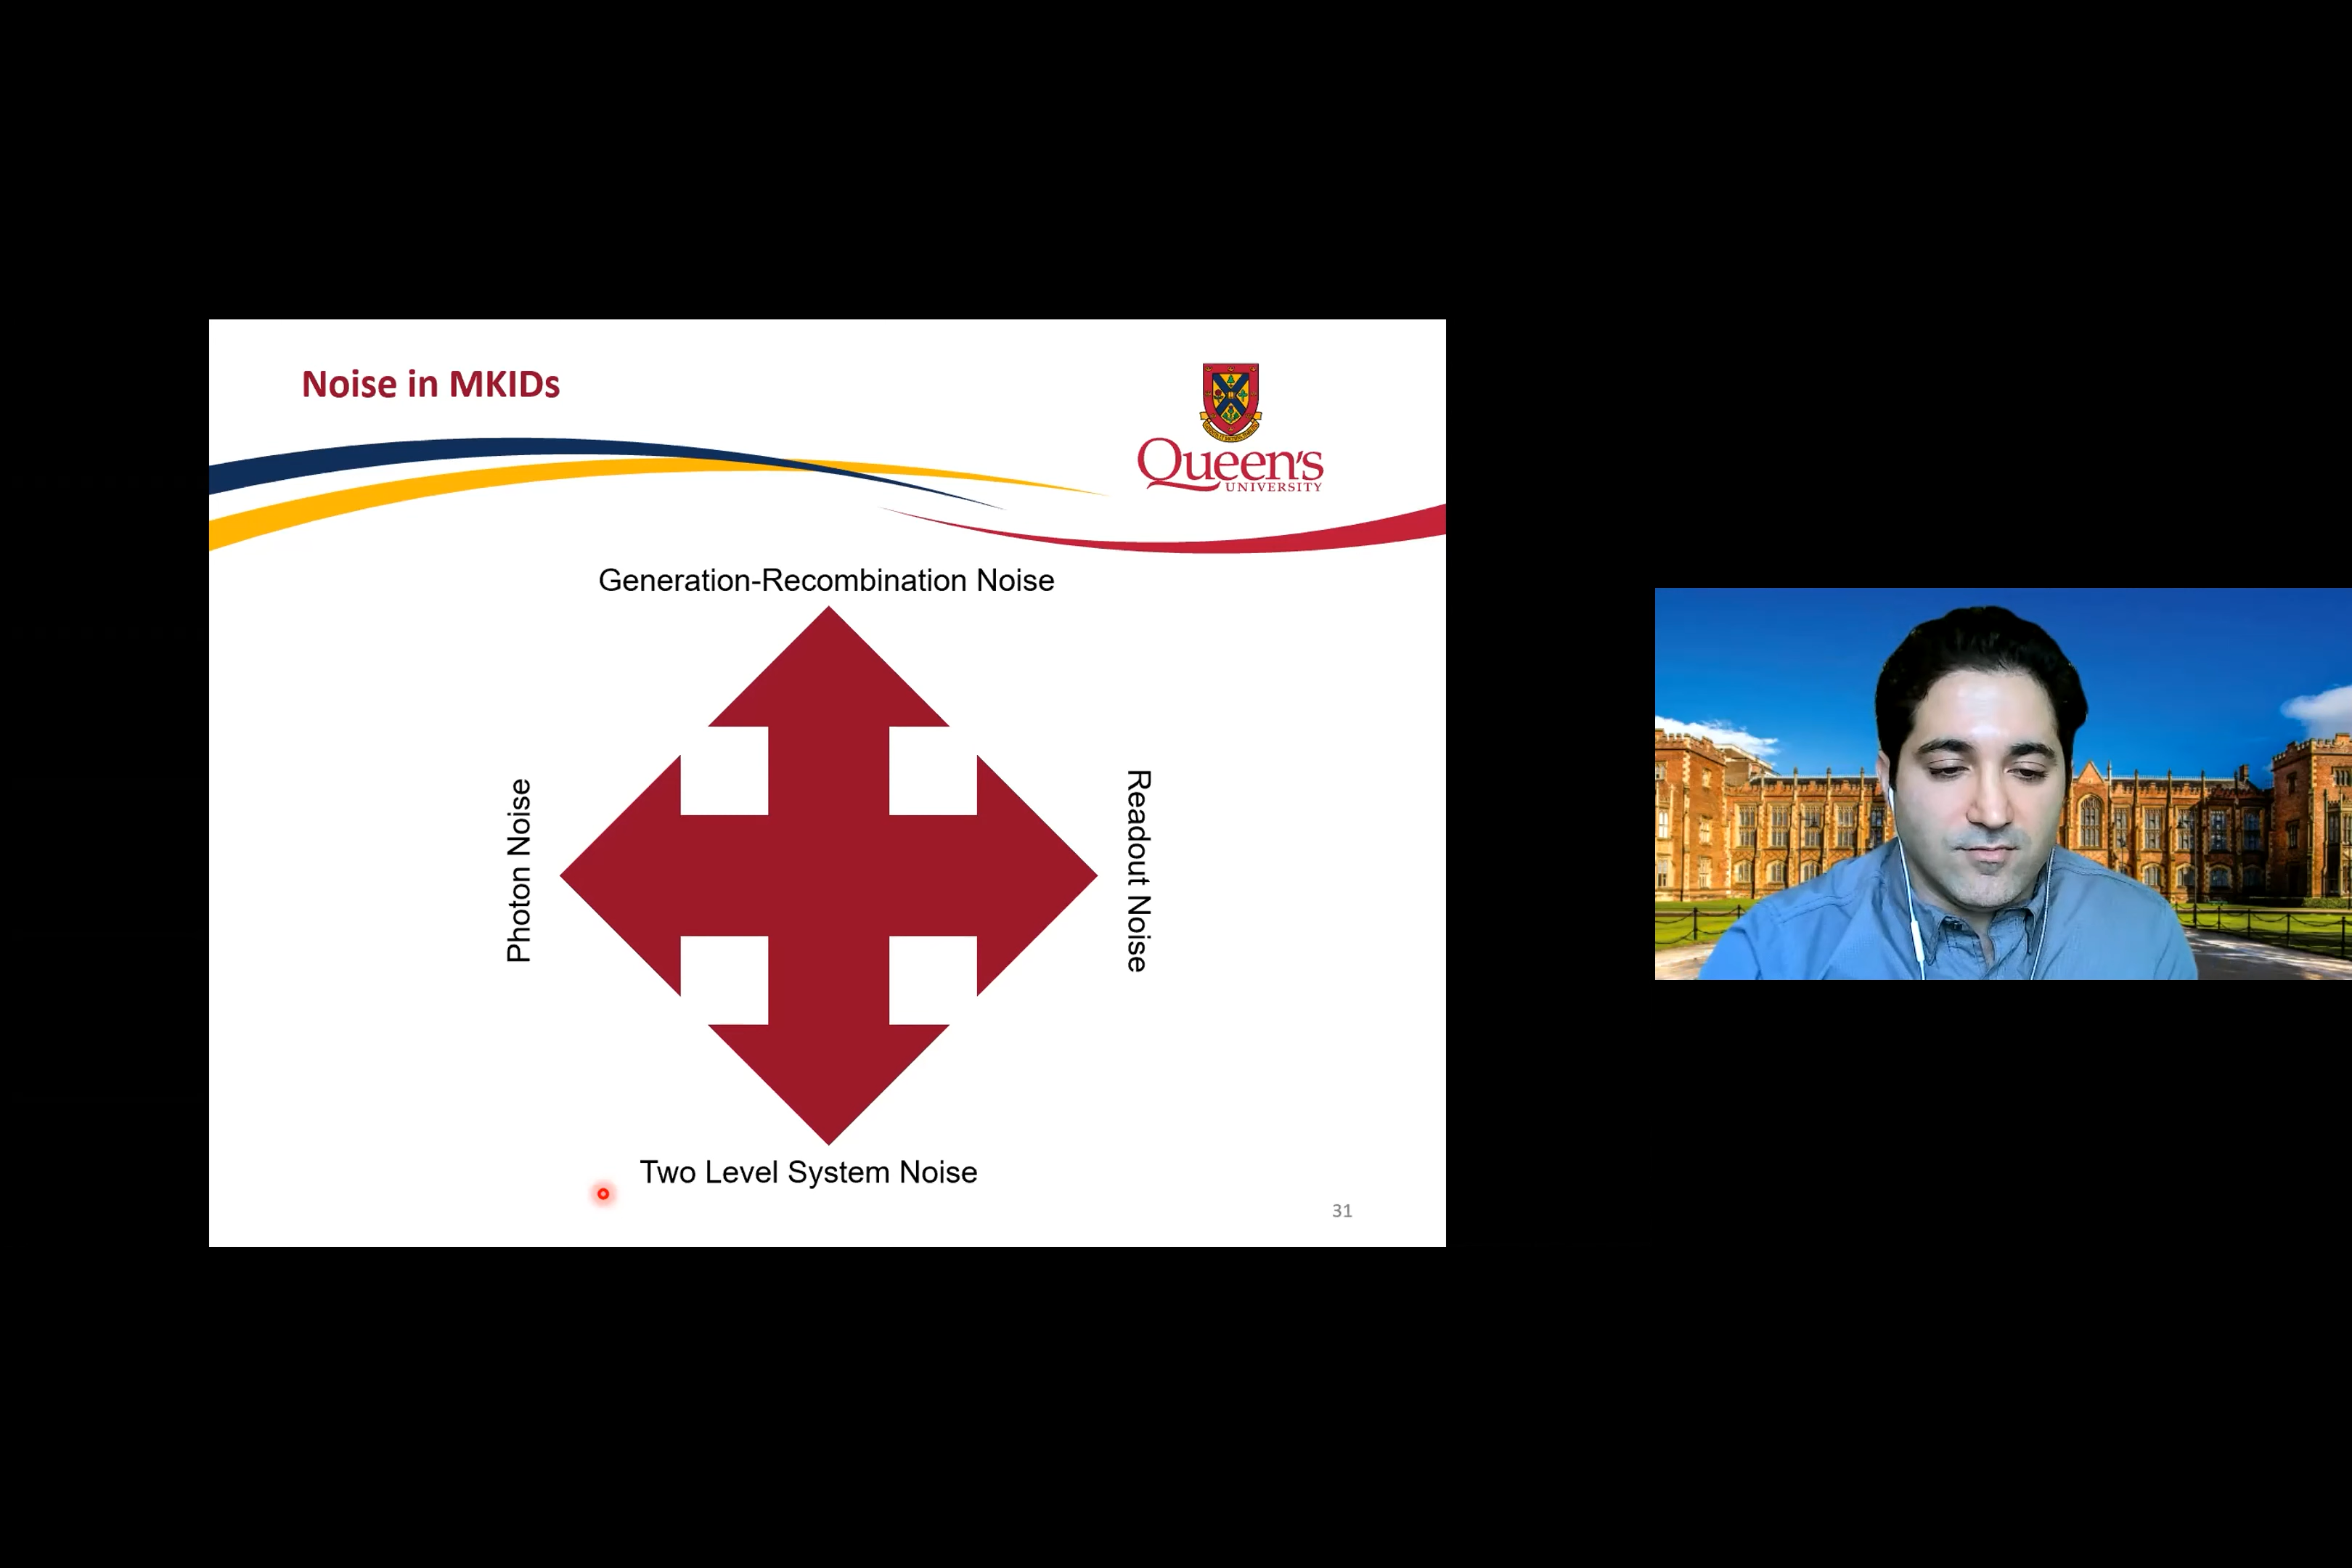 Noise in MKIDs
Queen's
UNIVERSITY
Generation-Recombination Noise
Photon Noise
Readout Noise
Two Level System Noise
31